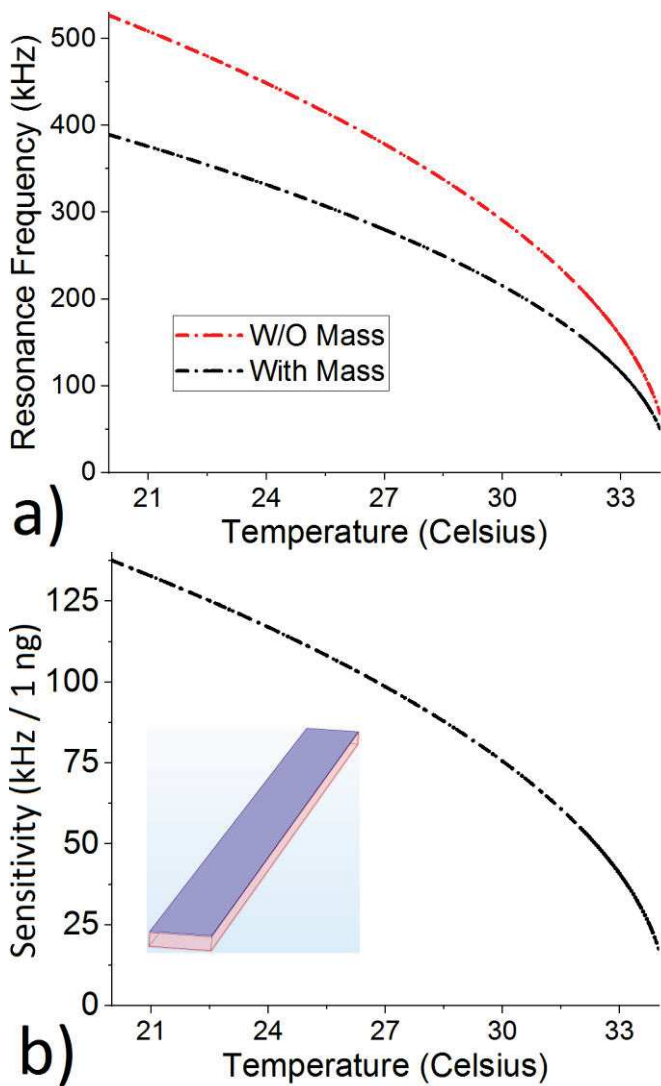 Resonance Frequency (kHz)
500
400
300
200
100
0
W/O Mass
With Mass
21 24 27 30 33
Temperature (Celsius)
a)
Sensitivity (kHz / 1 ng)
125
100
75
50
25
0
21 24 27 30 33
Temperature (Celsius)
b)